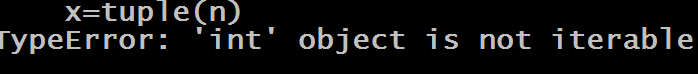 x=tuple(n)
TypeError: 'int' object is not iterable